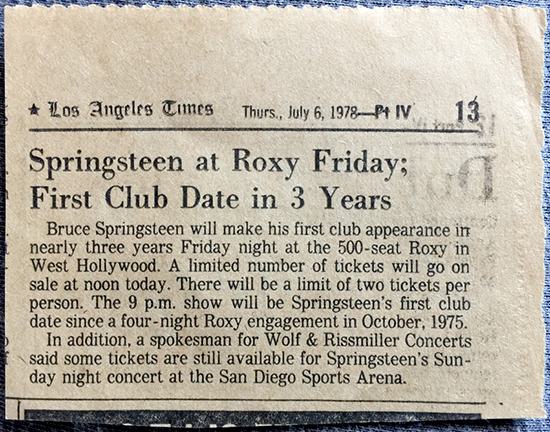 ★ Los Angeles Times Thurs., July 6, 1978—Pt IV 13
Springsteen at Roxy Friday;
First Club Date in 3 Years
Bruce Springsteen will make his first club appearance in
nearly three years Friday night at the 500-seat Roxy in
West Hollywood. A limited number of tickets will go on
sale at noon today. There will be a limit of two tickets per
person. The 9 p.m. show will be Springsteen's first club
date since a four-night Roxy engagement in October, 1975.
In addition, a spokesman for Wolf & Rissmiller Concerts
said some tickets are still available for Springsteen's Sun-
day night concert at the San Diego Sports Arena.